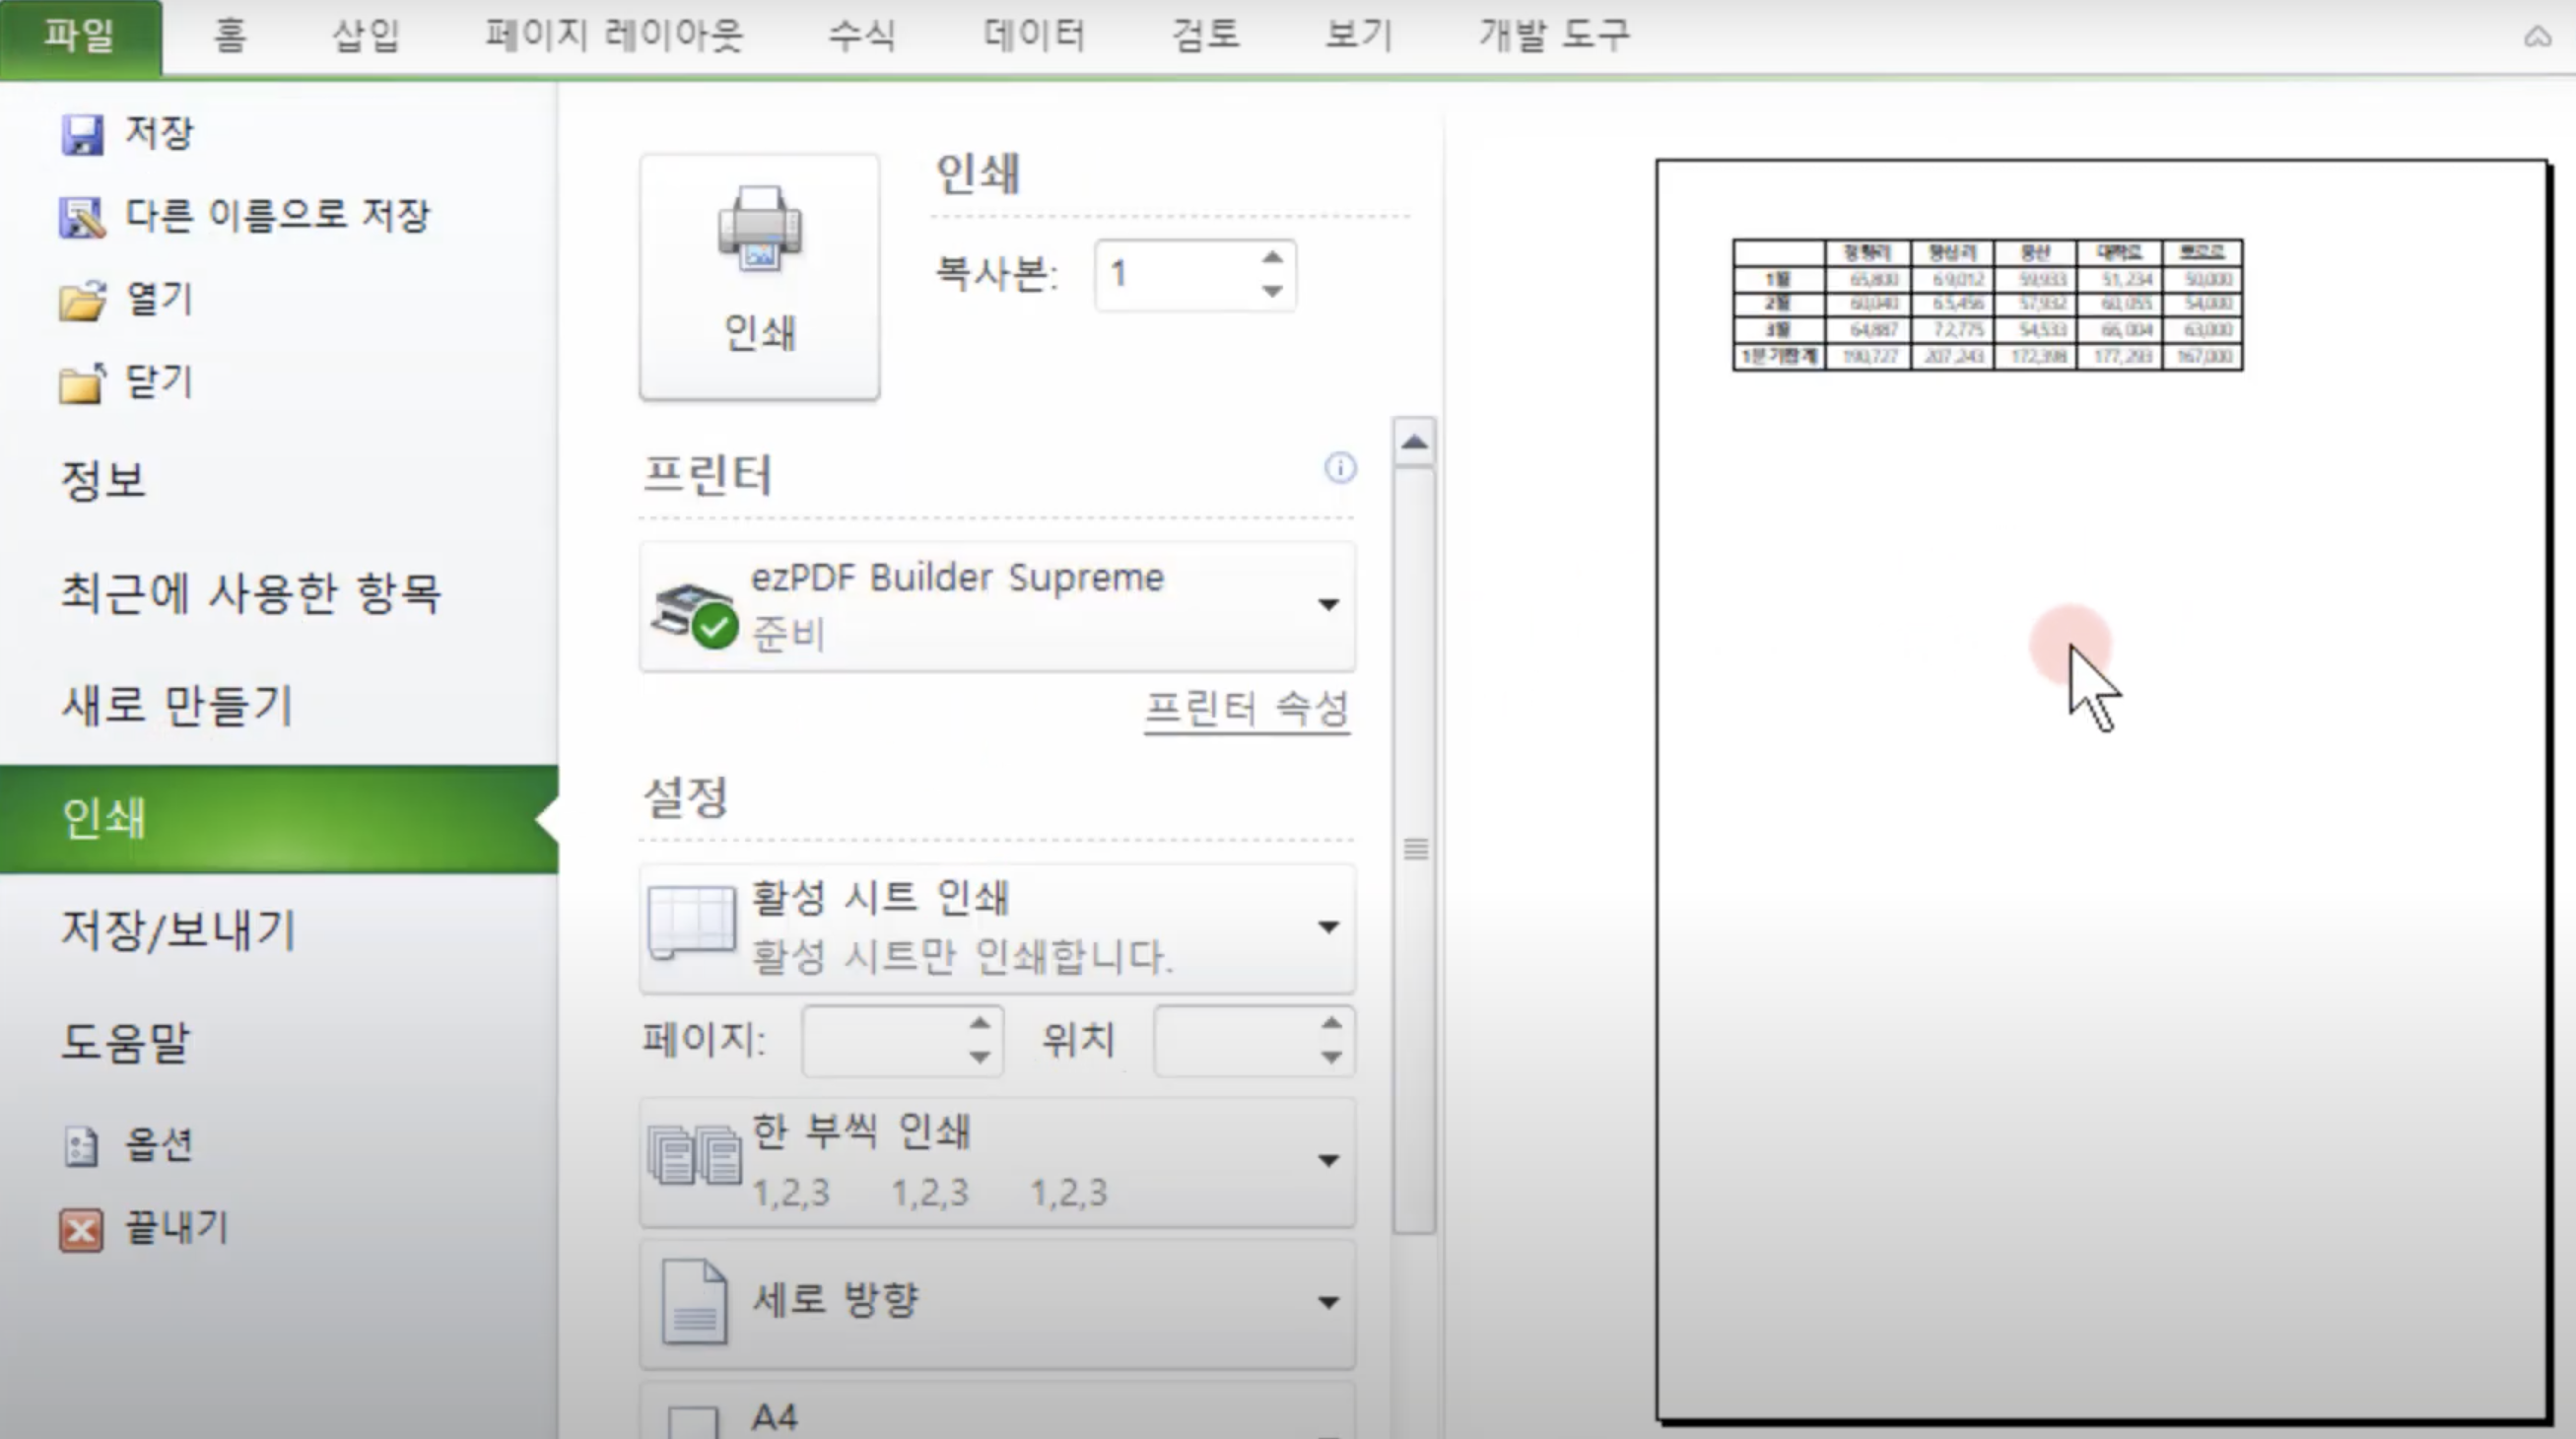 파일 홈 삽입 페이지 레이아웃 수식 데이터 검토 보기 개발 도구
저장
다른 이름으로 저장
열기
닫기
정보
최근에 사용한 항목
새로 만들기
인쇄
저장/보내기
도움말
옵션
끝내기
인쇄
인쇄
복사본: 1
프린터
ezPDF Builder Supreme
준비
프린터 속성
설정
활성 시트 인쇄
활성 시트만 인쇄합니다.
페이지: 위치
한 부씩 인쇄
1,2,3 1,2,3 1,2,3
세로 방향
A4
용산 대학로
1월 65,800 69,012 59,933 51,234 50,000
2월 60,040 65,456 57,932 60,055 54,000
3월 64,887 72,775 54,533 66,004 63,000
1분기합계 190,727 207,243 172,398 177,293 167,000